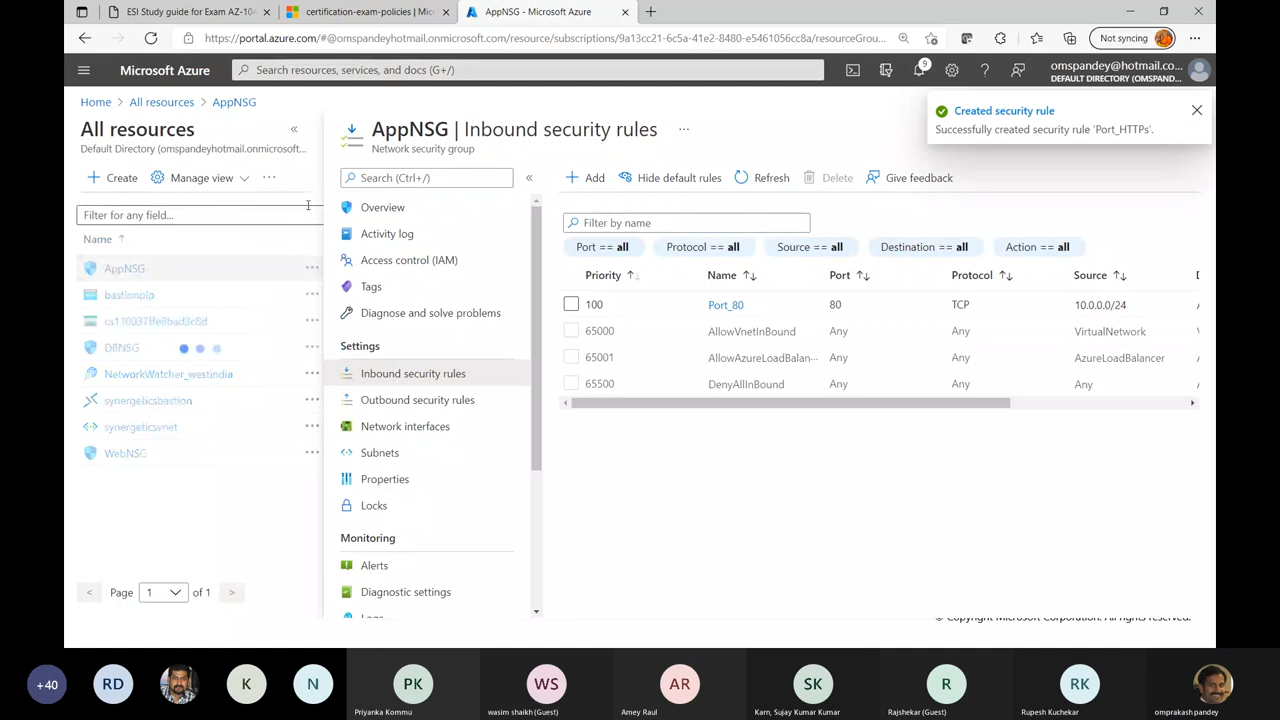 ESI Study guide for Exam AZ-104
certification-exam-policies | Mic
AppNSG - Microsoft Azure
https://portal.azure.com/#@omspandeyhotmail.onmicrosoft.com/resource/subscriptions/9a13cc21-6c5a-41e2-8480-e5461056cc8a/resourceGrou...
Not syncing
Microsoft Azure
Search resources, services, and docs (G+/)
9
omspandey@hotmail.co...
DEFAULT DIRECTORY (OMSPAND...
Home > All resources > AppNSG
All resources
Default Directory (omspandeyhotmail.onmicrosoft...
Create
Manage view
Filter for any field...
Name
AppNSG
bastionpip
DBNSG
NetworkWatcher_westindia
synergeticsbastion
synergeticsvnet
WebNSG
< Page 1 of 1 >
AppNSG | Inbound security rules
Network security group
Search (Ctrl+/)
Overview
Activity log
Access control (IAM)
Tags
Diagnose and solve problems
Settings
Inbound security rules
Outbound security rules
Network interfaces
Subnets
Properties
Locks
Monitoring
Alerts
Diagnostic settings
Logs
Created security rule
Successfully created security rule 'Port_HTTPs'.
Add Hide default rules Refresh Delete Give feedback
Filter by name
Port == all Protocol == all Source == all Destination == all Action == all
Priority Name Port Protocol Source D
100 Port_80 80 TCP 10.0.0.0/24
65000 AllowVnetInBound Any Any VirtualNetwork
65001 AllowAzureLoadBalan... Any Any AzureLoadBalancer
65500 DenyAllInBound Any Any Any
© Copyright Microsoft Corporation. All rights reserved.
+40
RD
K
N
PK
WS
AR
SK
R
RK
Priyanka Kommu
wasim shaikh (Guest)
Amey Raul
Karn, Sujay Kumar Kumar
Rajshekar (Guest)
Rupesh Kuchekar
omprakash pandey